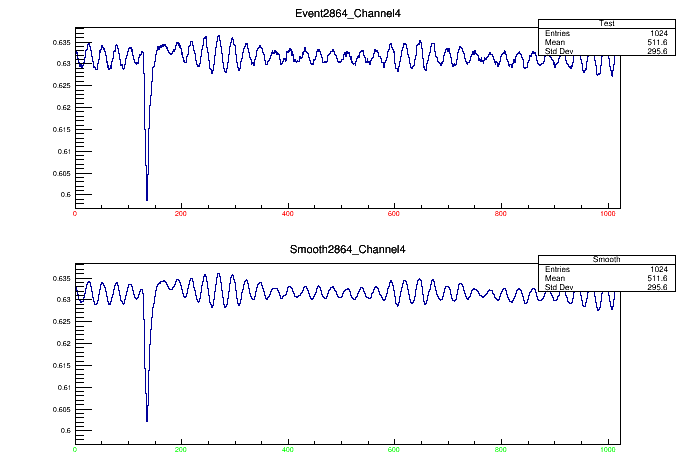 Event2864_Channel4
Test
Entries 1024
Mean 511.6
Std Dev 295.6
0.635
0.63
0.625
0.62
0.615
0.61
0.605
0.6
0 200 400 600 800 1000
Smooth2864_Channel4
Smooth
Entries 1024
Mean 511.6
Std Dev 295.6
0.635
0.63
0.625
0.62
0.615
0.61
0.605
0.6
0 200 400 600 800 1000